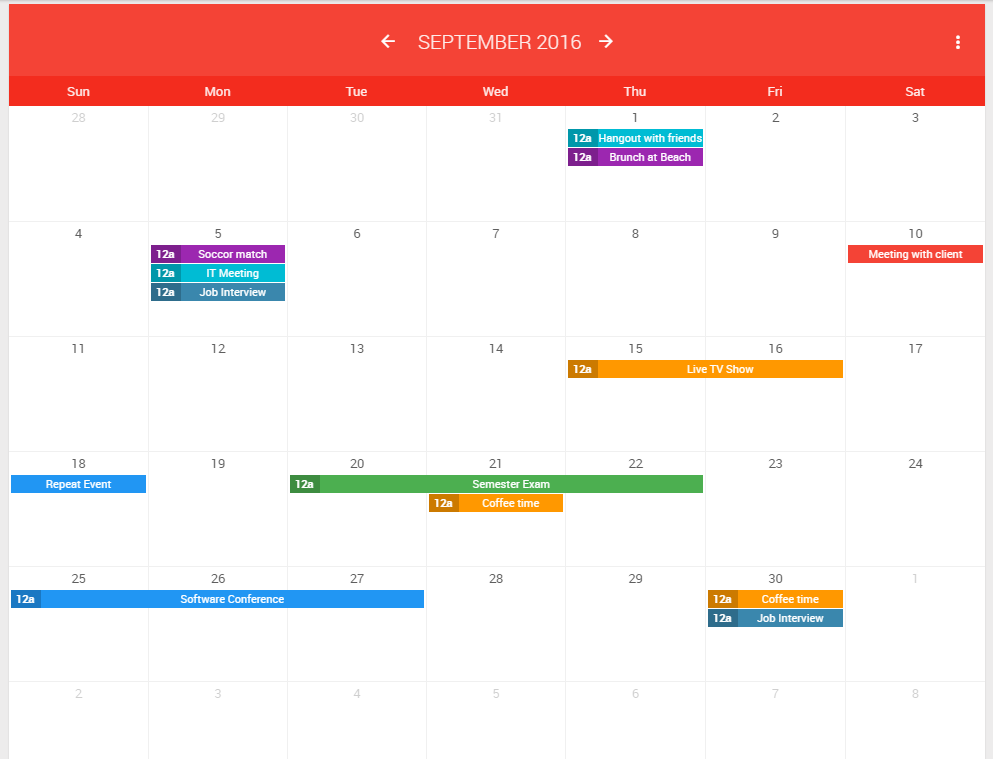 SEPTEMBER 2016
Sun Mon Tue Wed Thu Fri Sat
28 29 30 31 1 2 3
12a Hangout with friends
12a Brunch at Beach
4 5 6 7 8 9 10
12a Soccor match Meeting with client
12a IT Meeting
12a Job Interview
11 12 13 14 15 16 17
12a Live TV Show
18 19 20 21 22 23 24
Repeat Event 12a Semester Exam
12a Coffee time
25 26 27 28 29 30 1
12a Software Conference 12a Coffee time
12a Job Interview
2 3 4 5 6 7 8